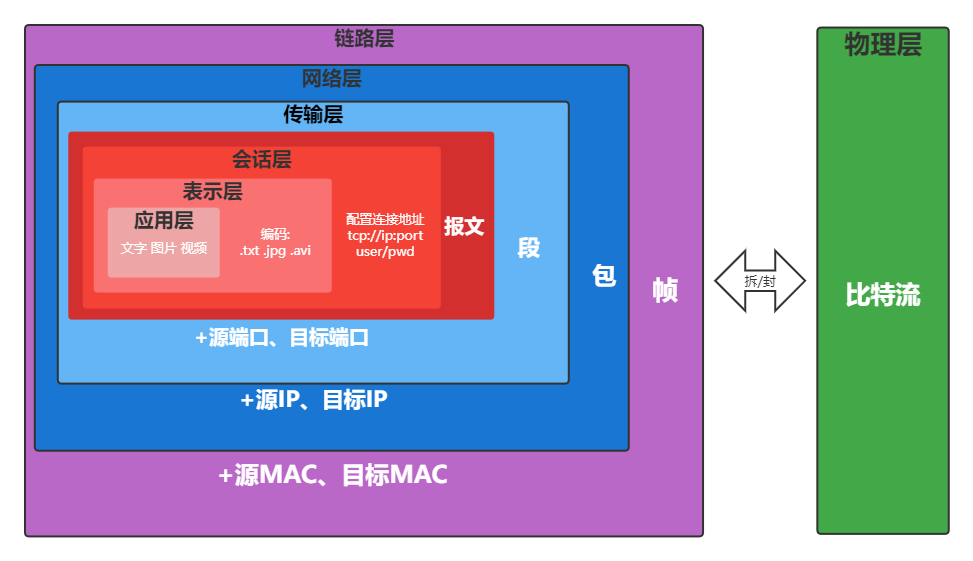 链路层
物理层
网络层
传输层
会话层
表示层
应用层
文字 图片 视频
编码:
.txt .jpg .avi
配置连接地址
tcp://ip:port
user/pwd
报文
段
包
帧
拆/封
比特流
+源端口、目标端口
+源IP、目标IP
+源MAC、目标MAC